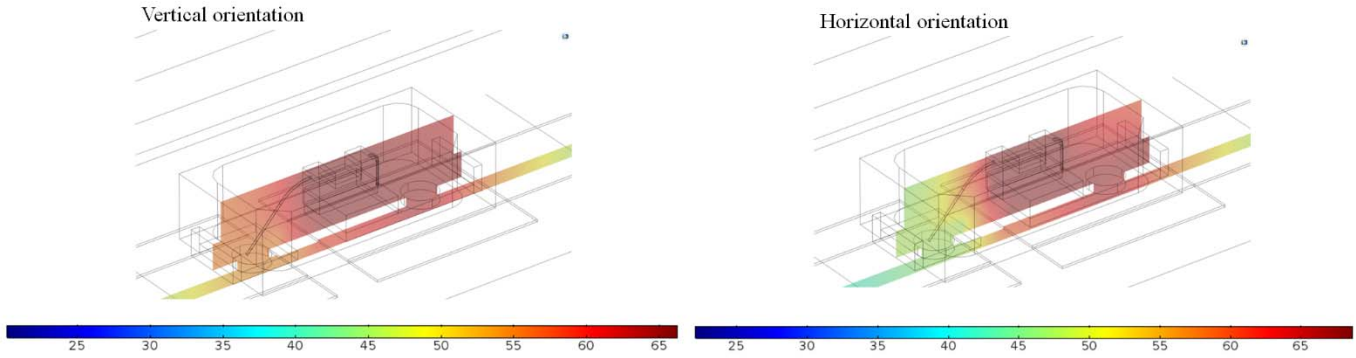 Vertical orientation
Horizontal orientation
25 30 35 40 45 50 55 60 65
25 30 35 40 45 50 55 60 65